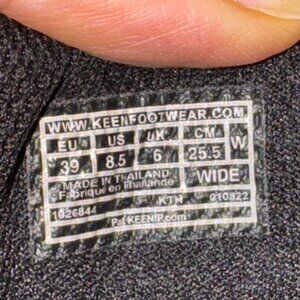 WWW.KEENFOOTWEAR.COM
EU US UK CM W
39 8.5 6 25.5
MADE IN THAILAND WIDE
Fabriqué en Thaïlande
KTH 010822
1026844
Pat KEENIP.com